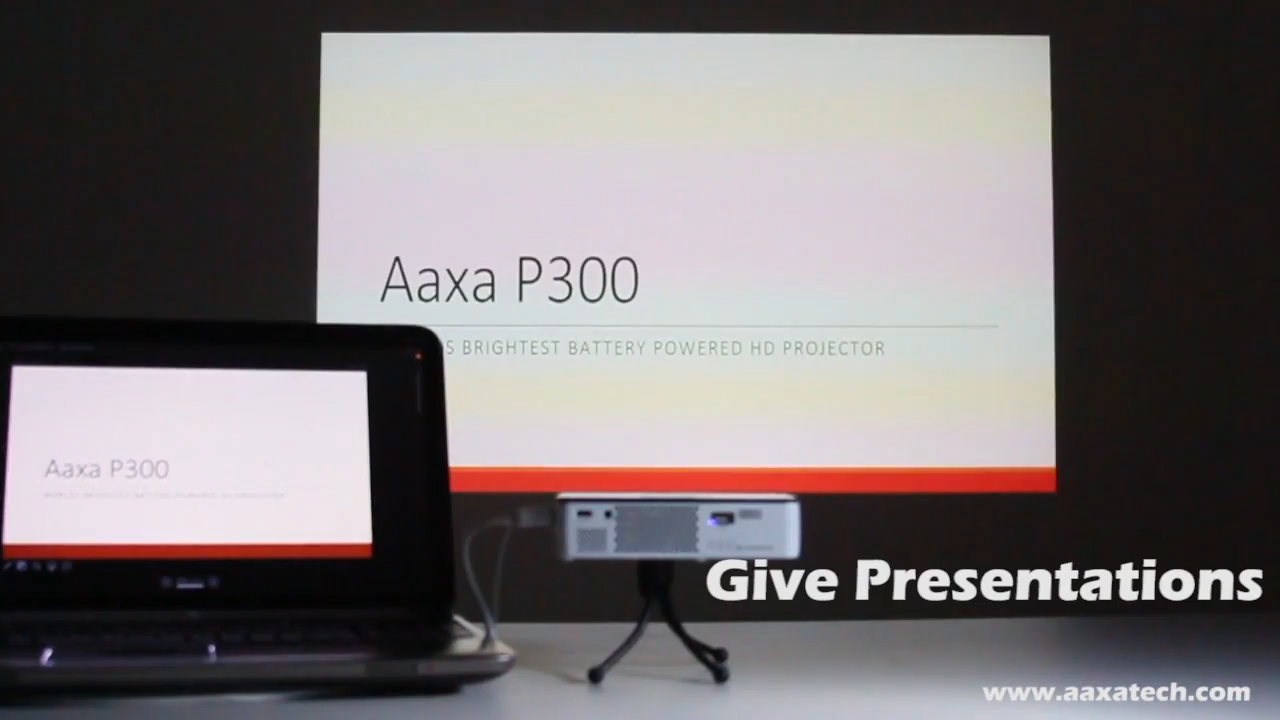 Aaxa P300
S BRIGHTEST BATTERY POWERED HD PROJECTOR
Aaxa P300
Give Presentations
www.aaxatech.com